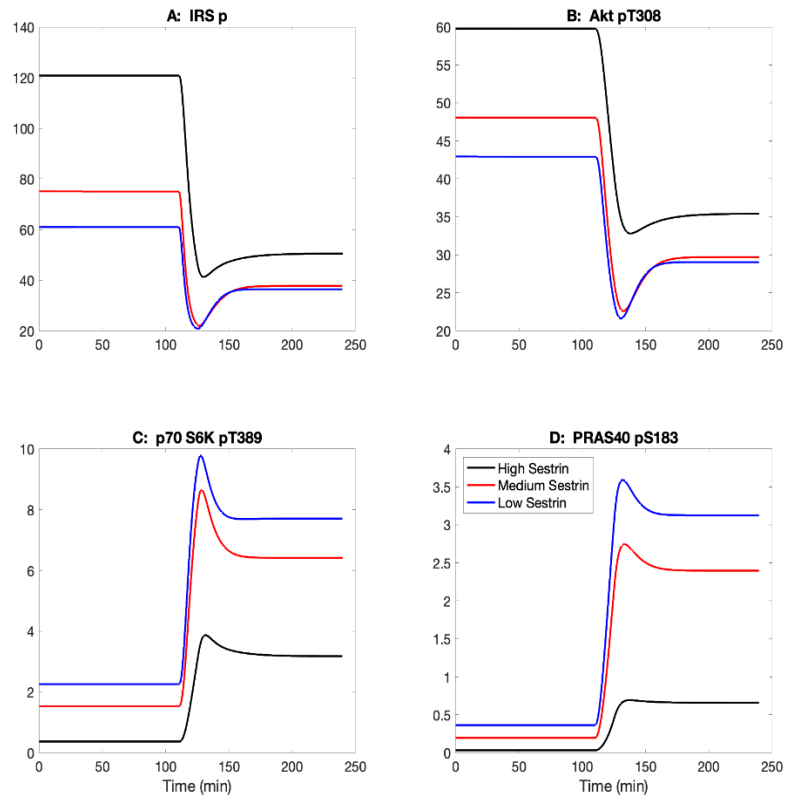 A: IRS p
140
120
100
80
60
40
20
0 50 100 150 200 250
B: Akt pT308
60
55
50
45
40
35
30
25
20
0 50 100 150 200 250
C: p70 S6K pT389
10
8
6
4
2
0
0 50 100 150 200 250
Time (min)
D: PRAS40 pS183
4
3.5
3
2.5
2
1.5
1
0.5
0
High Sestrin
Medium Sestrin
Low Sestrin
0 50 100 150 200 250
Time (min)